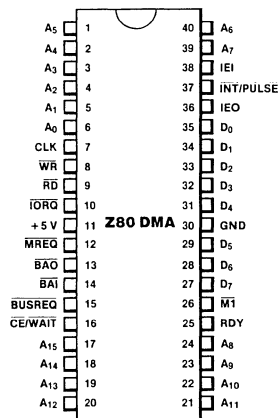 A5 1 40 A6
A4 2 39 A7
A3 3 38 IEI
A2 4 37 INT/PULSE
A1 5 36 IEO
A0 6 35 D0
CLK 7 34 D1
WR 8 33 D2
RD 9 32 D3
IORQ 10 31 D4
+5 V 11 Z80 DMA 30 GND
MREQ 12 29 D5
BAO 13 28 D6
BAI 14 27 D7
BUSREQ 15 26 M1
CE/WAIT 16 25 RDY
A15 17 24 A8
A14 18 23 A9
A13 19 22 A10
A12 20 21 A11